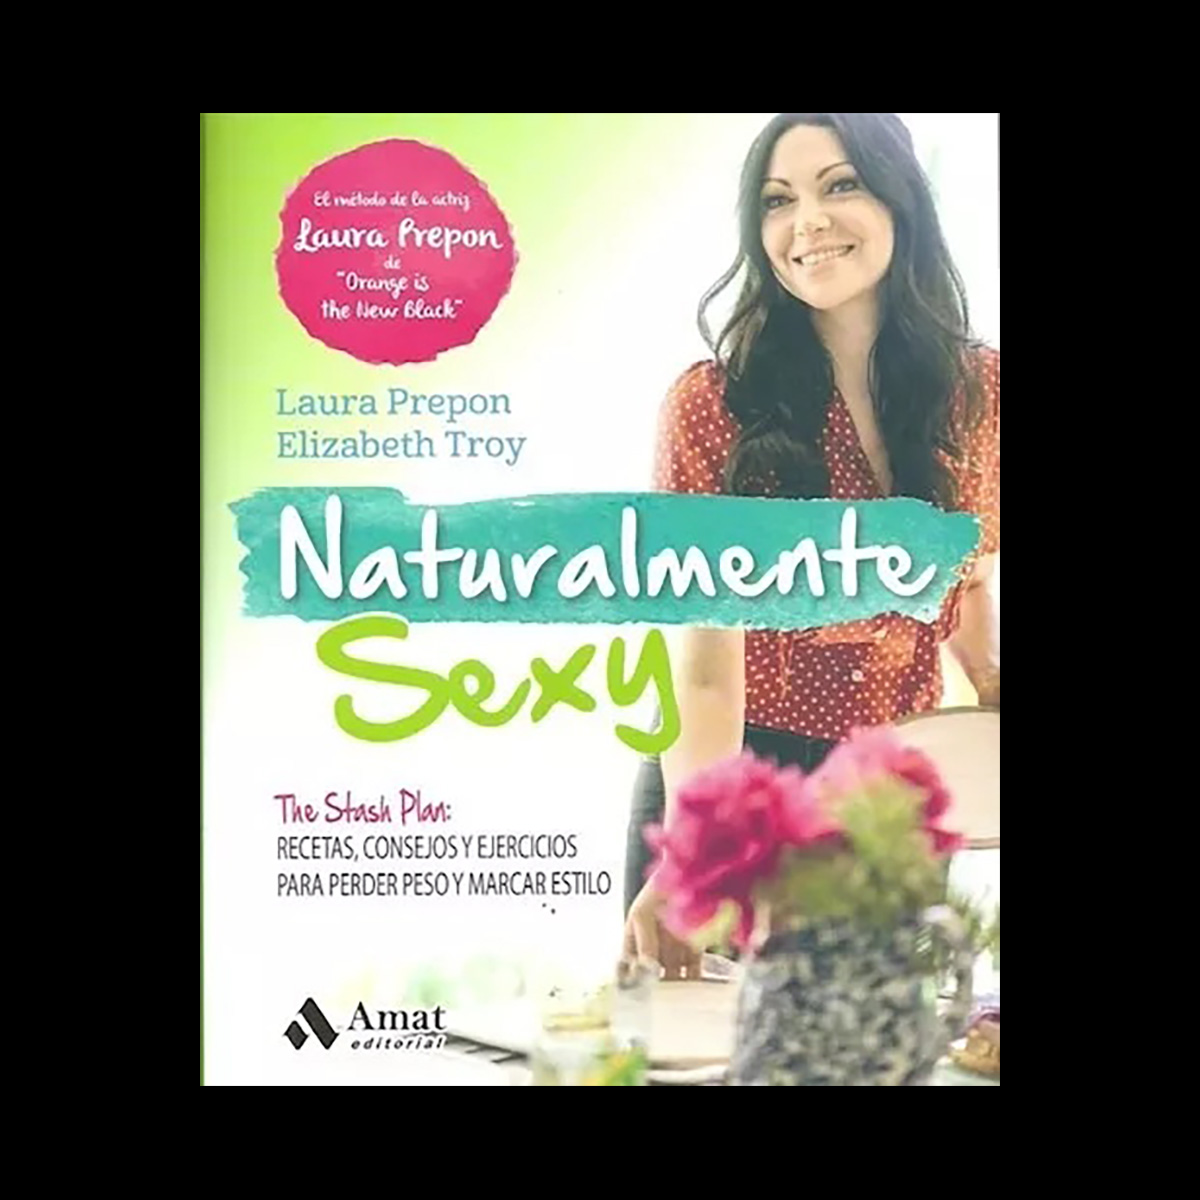 El método de la actriz
Laura Prepon
de
"Orange is
the New Black"
Laura Prepon
Elizabeth Troy
Naturalmente
Sexy
The Stash Plan:
RECETAS, CONSEJOS Y EJERCICIOS
PARA PERDER PESO Y MARCAR ESTILO
Amat
editorial